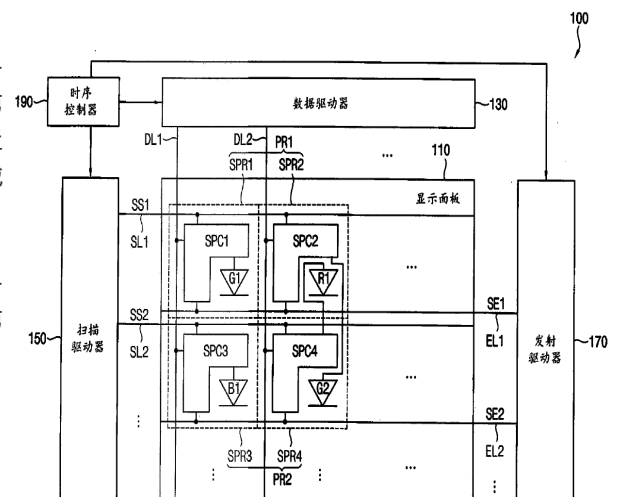 100
190
时序
控制器
数据驱动器
130
DL1
DL2
PR1
SPR1
SPR2
...
110
显示面板
SS1
SL1
SPC1
SPC2
G1
R1
...
SS2
SL2
SE1
EL1
150
扫描
驱动器
发射
驱动器
170
SPC3
SPC4
B1
G2
...
SE2
EL2
SPR3
SPR4
PR2
...